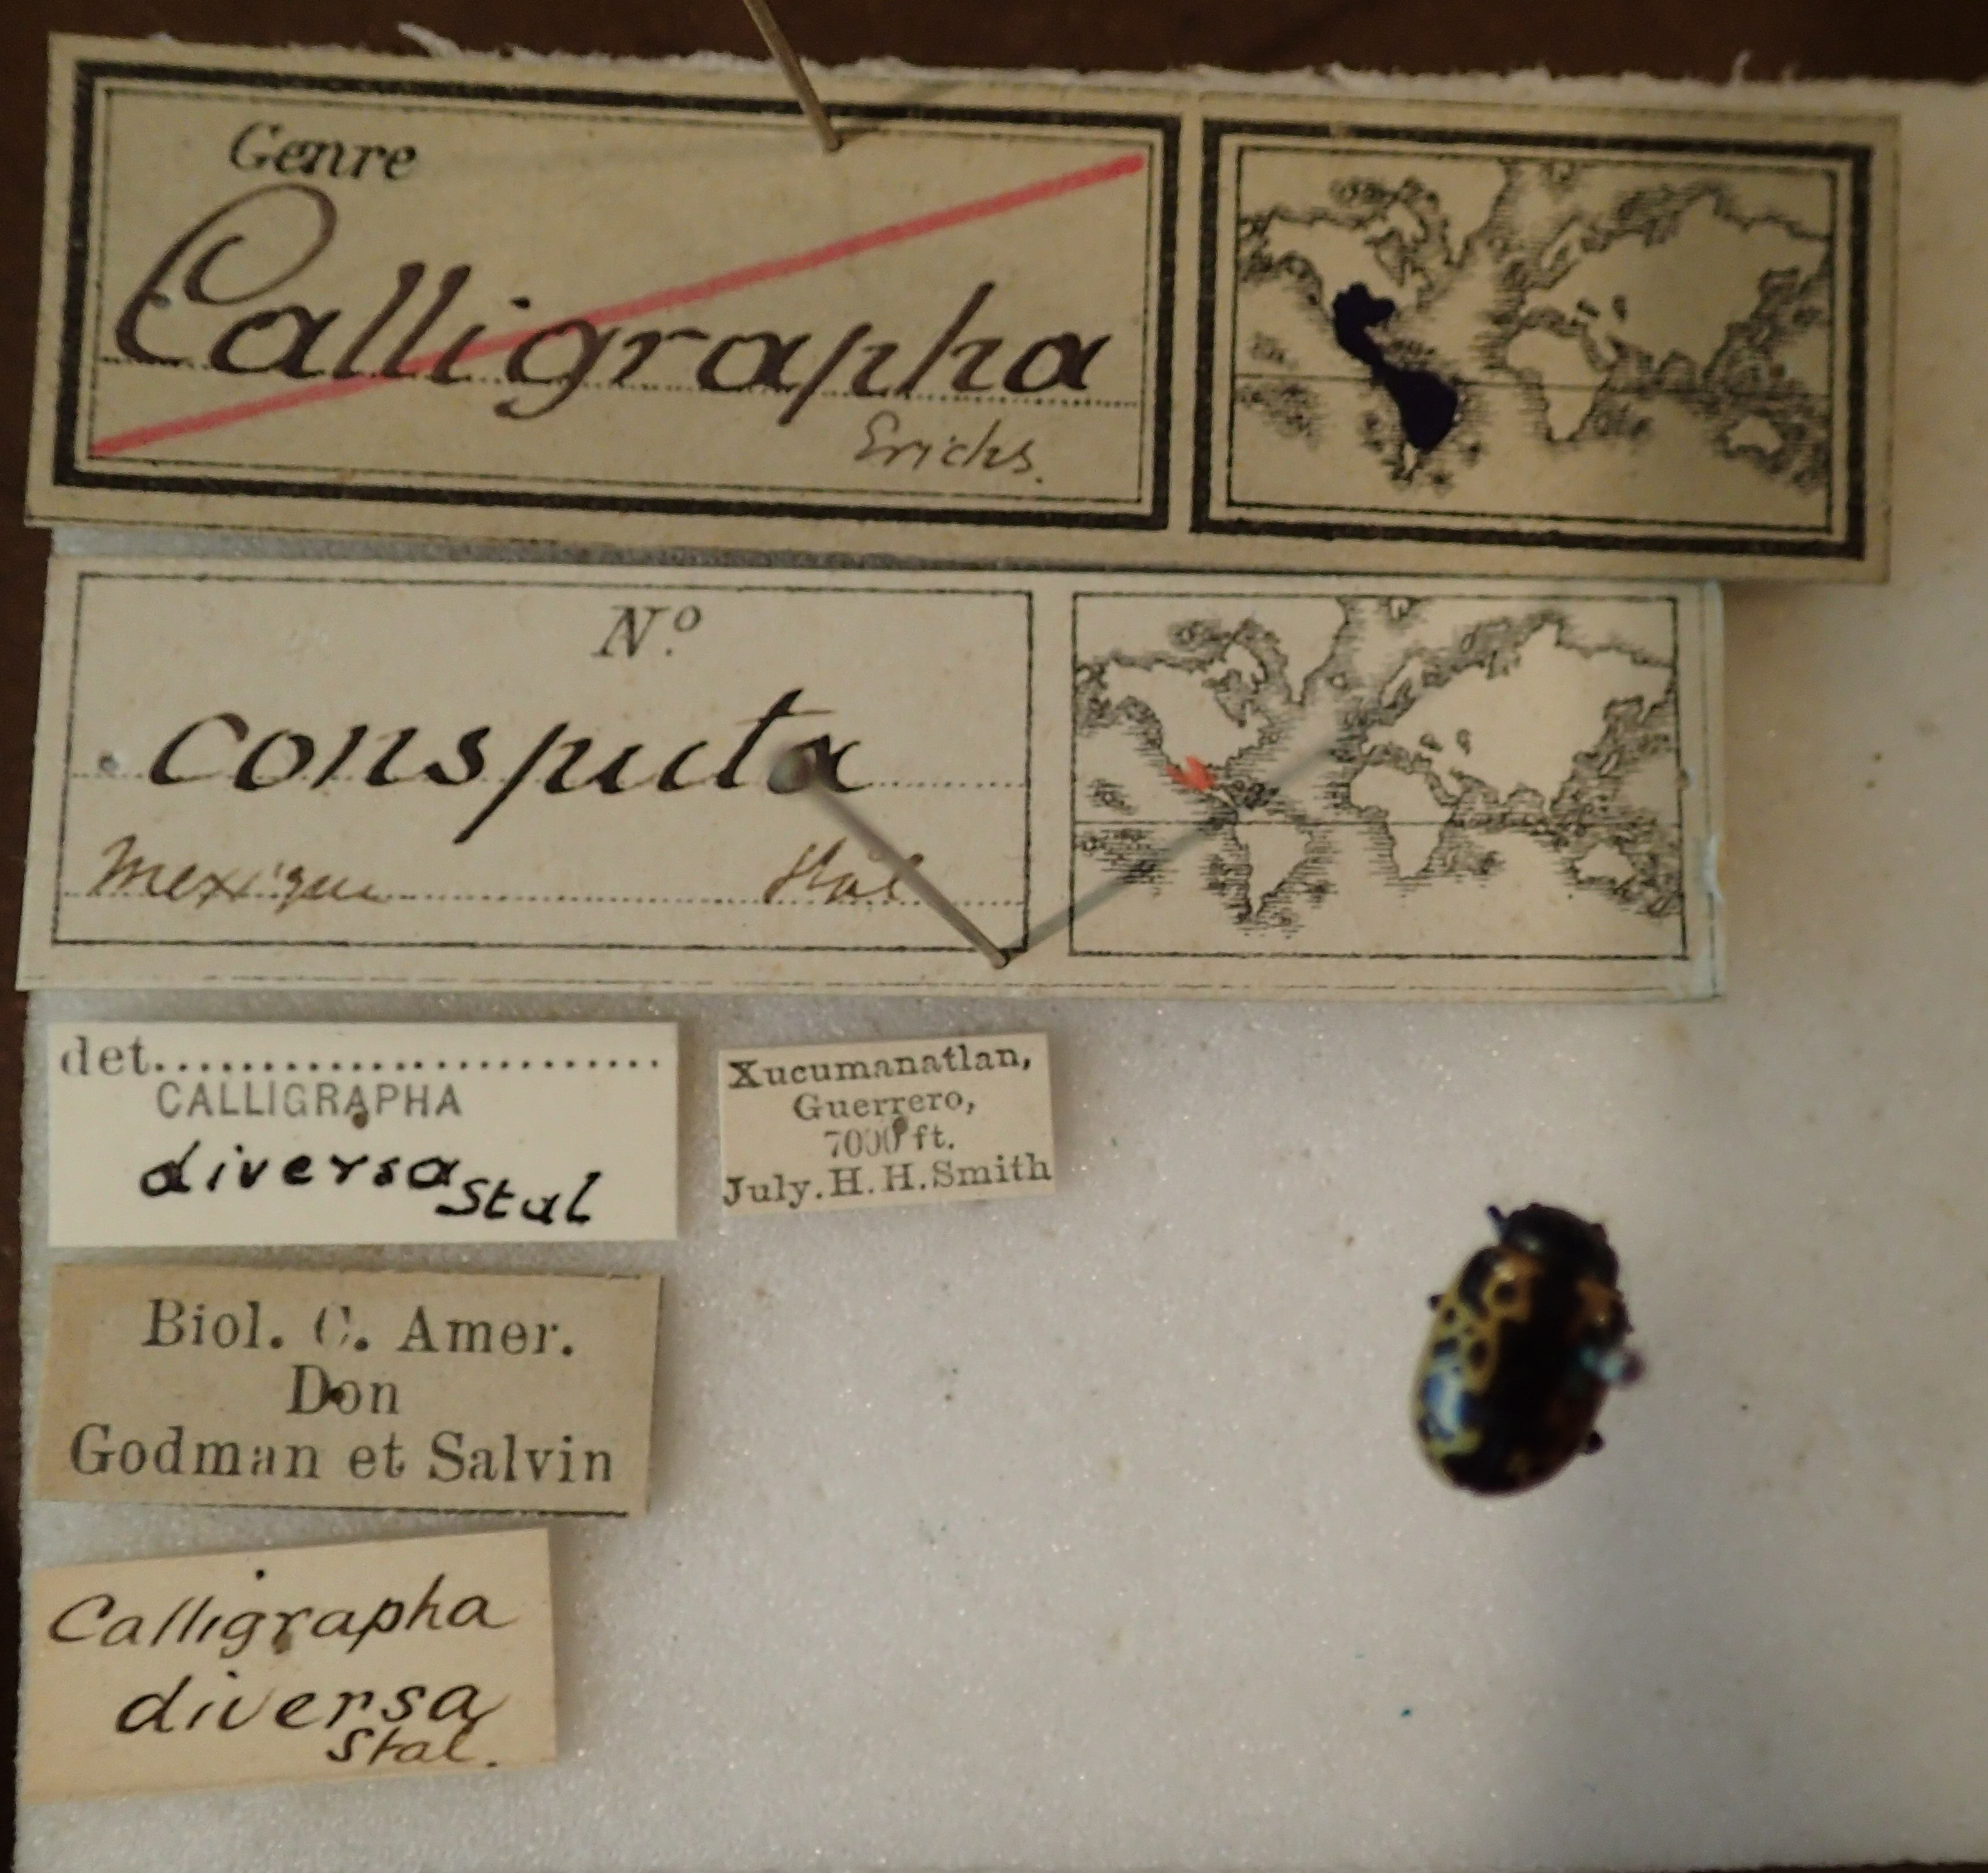 Genre
Calligrapha
Erichs.
Nº
consputa
Mexique Stål
det........................
CALLIGRAPHA
diversa
Stal
Xucumanatlan,
Guerrero,
7000 ft.
July. H. H. Smith
Biol. C. Amer.
Don
Godman et Salvin
Calligrapha
diversa
Stal.